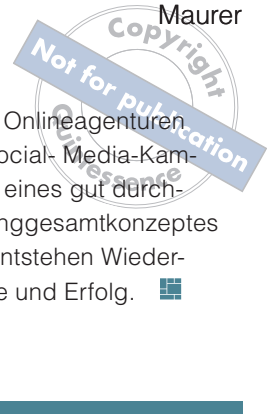 Maurer
Copyright
Not for publication
Quintessence
Onlineagenturen
ocial- Media-Kam-
eines gut durch-
nggesamtkonzeptes
ntstehen Wieder-
e und Erfolg.